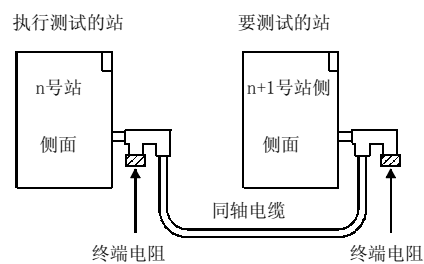 执行测试的站
要测试的站
n号站
侧面
n+1号站侧
侧面
同轴电缆
终端电阻
终端电阻